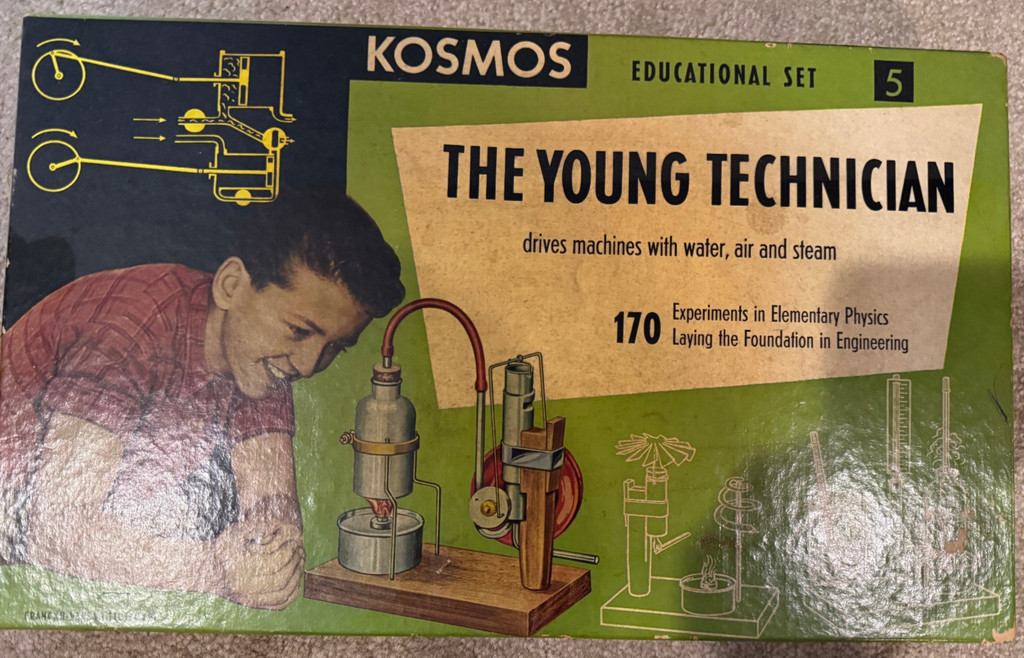 KOSMOS
EDUCATIONAL SET 5
THE YOUNG TECHNICIAN
drives machines with water, air and steam
170 Experiments in Elementary Physics
Laying the Foundation in Engineering